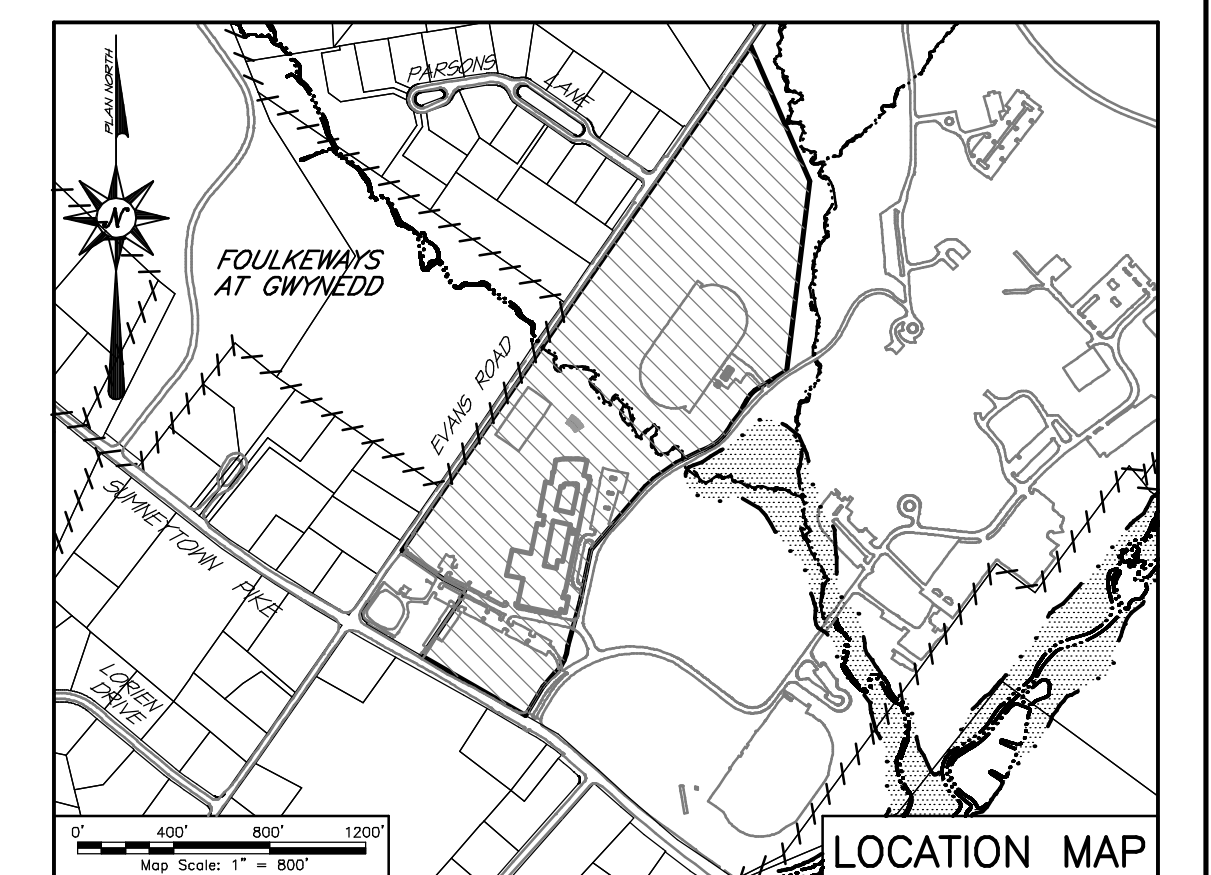 PARSONS
LANE
PLAN NORTH
N
FOULKEWAYS
AT GWYNEDD
EVANS ROAD
SUMNEYTOWN PIKE
LORIEN
DRIVE
0' 400' 800' 1200'
Map Scale: 1" = 800'
LOCATION MAP